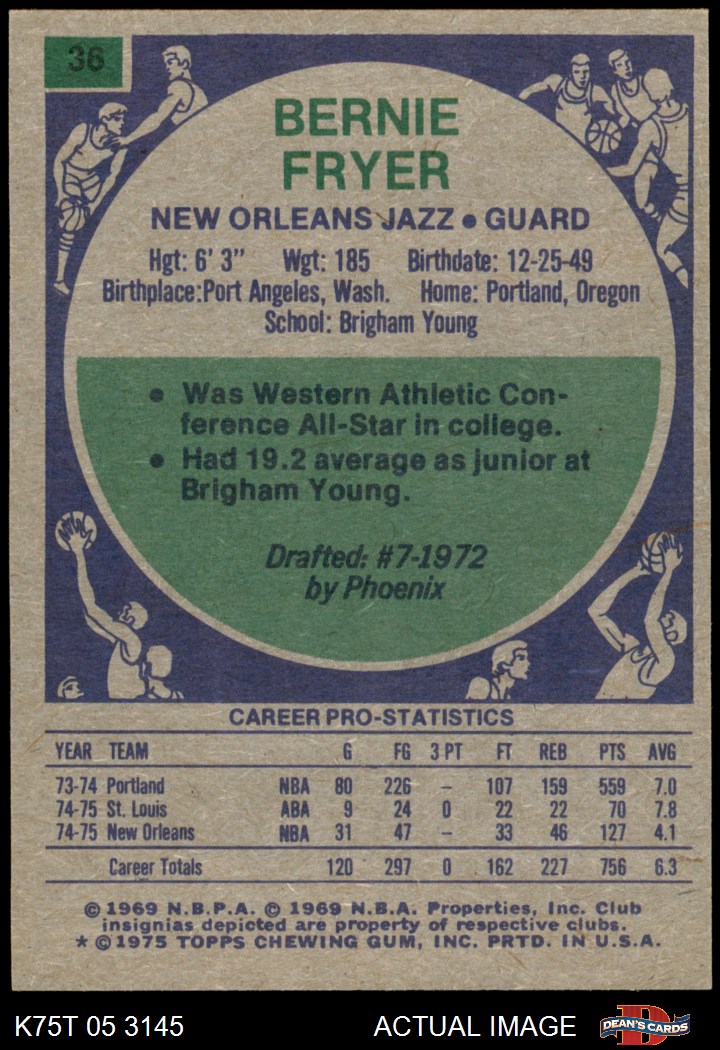 36
BERNIE
FRYER
NEW ORLEANS JAZZ • GUARD
Hgt: 6' 3" Wgt: 185 Birthdate: 12-25-49
Birthplace:Port Angeles, Wash. Home: Portland, Oregon
School: Brigham Young
• Was Western Athletic Con-
ference All-Star in college.
• Had 19.2 average as junior at
Brigham Young.
Drafted: #7-1972
by Phoenix
CAREER PRO-STATISTICS
YEAR TEAM G FG 3 PT FT REB PTS AVG
73-74 Portland NBA 80 226 – 107 159 559 7.0
74-75 St. Louis ABA 9 24 0 22 22 70 7.8
74-75 New Orleans NBA 31 47 – 33 46 127 4.1
Career Totals 120 297 0 162 227 756 6.3
© 1969 N.B.P.A. © 1969 N.B.A. Properties, Inc. Club
insignias depicted are property of respective clubs.
* © 1975 TOPPS CHEWING GUM, INC. PRTD. IN U.S.A.
K75T 05 3145 ACTUAL IMAGE D DEAN'S CARDS